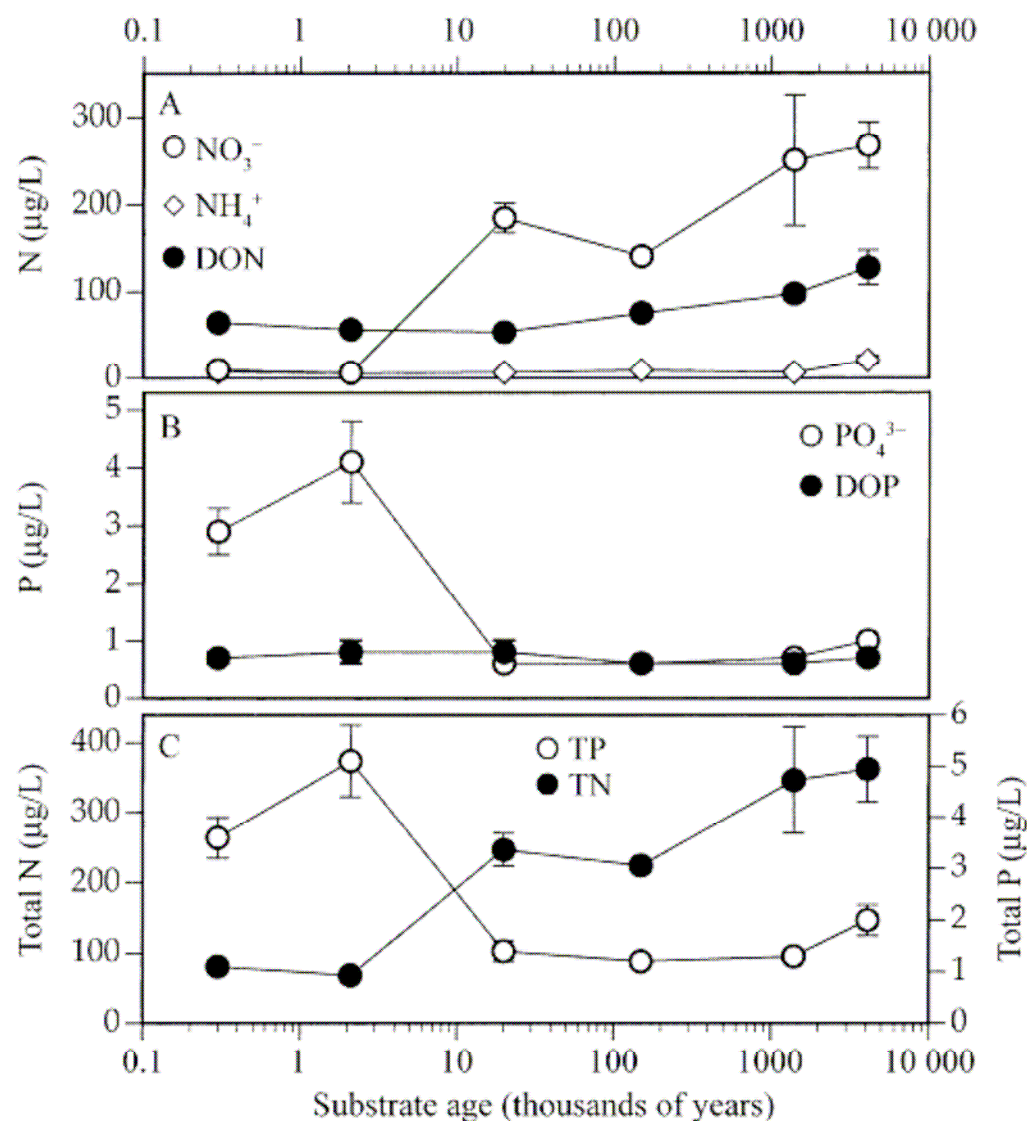 0.1 1 10 100 1000 10 000
A
NO₃⁻
NH₄⁺
DON
N (µg/L)
300
200
100
0
B
PO₄³⁻
DOP
P (µg/L)
5
4
3
2
1
0
C
TP
TN
Total N (µg/L)
400
300
200
100
0
Total P (µg/L)
6
5
4
3
2
1
0
0.1 1 10 100 1000 10 000
Substrate age (thousands of years)